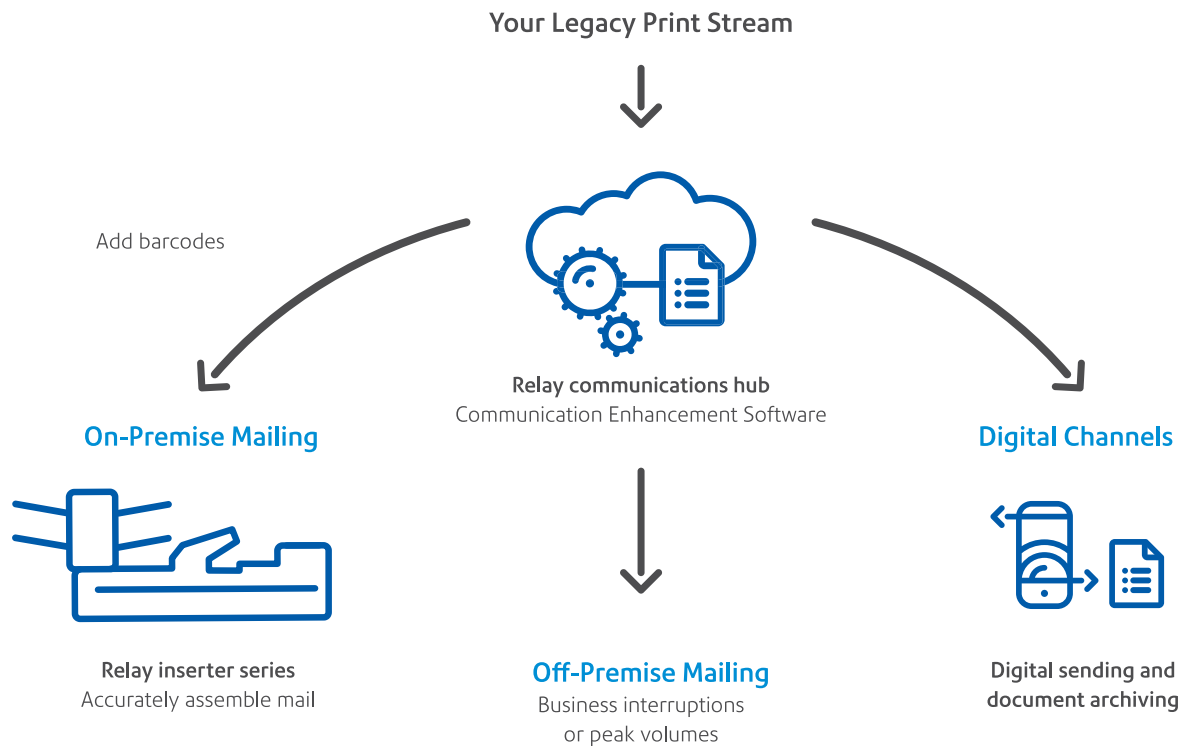 Your Legacy Print Stream
Add barcodes
Relay communications hub
Communication Enhancement Software
On-Premise Mailing
Digital Channels
Relay inserter series
Accurately assemble mail
Off-Premise Mailing
Business interruptions
or peak volumes
Digital sending and
document archiving